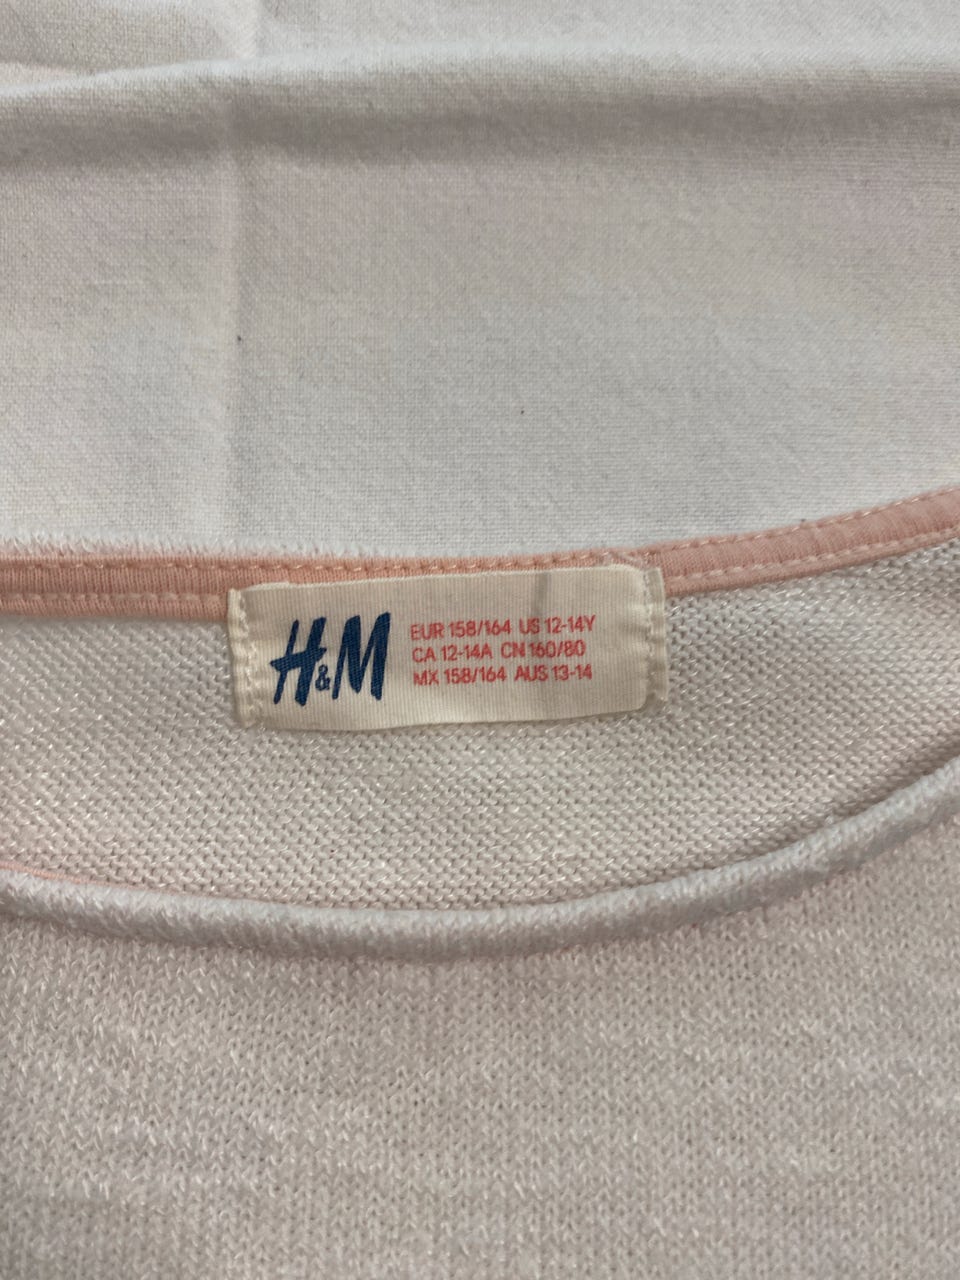 H&M
EUR 158/164 US 12-14Y
CA 12-14A CN 160/80
MX 158/164 AUS 13-14